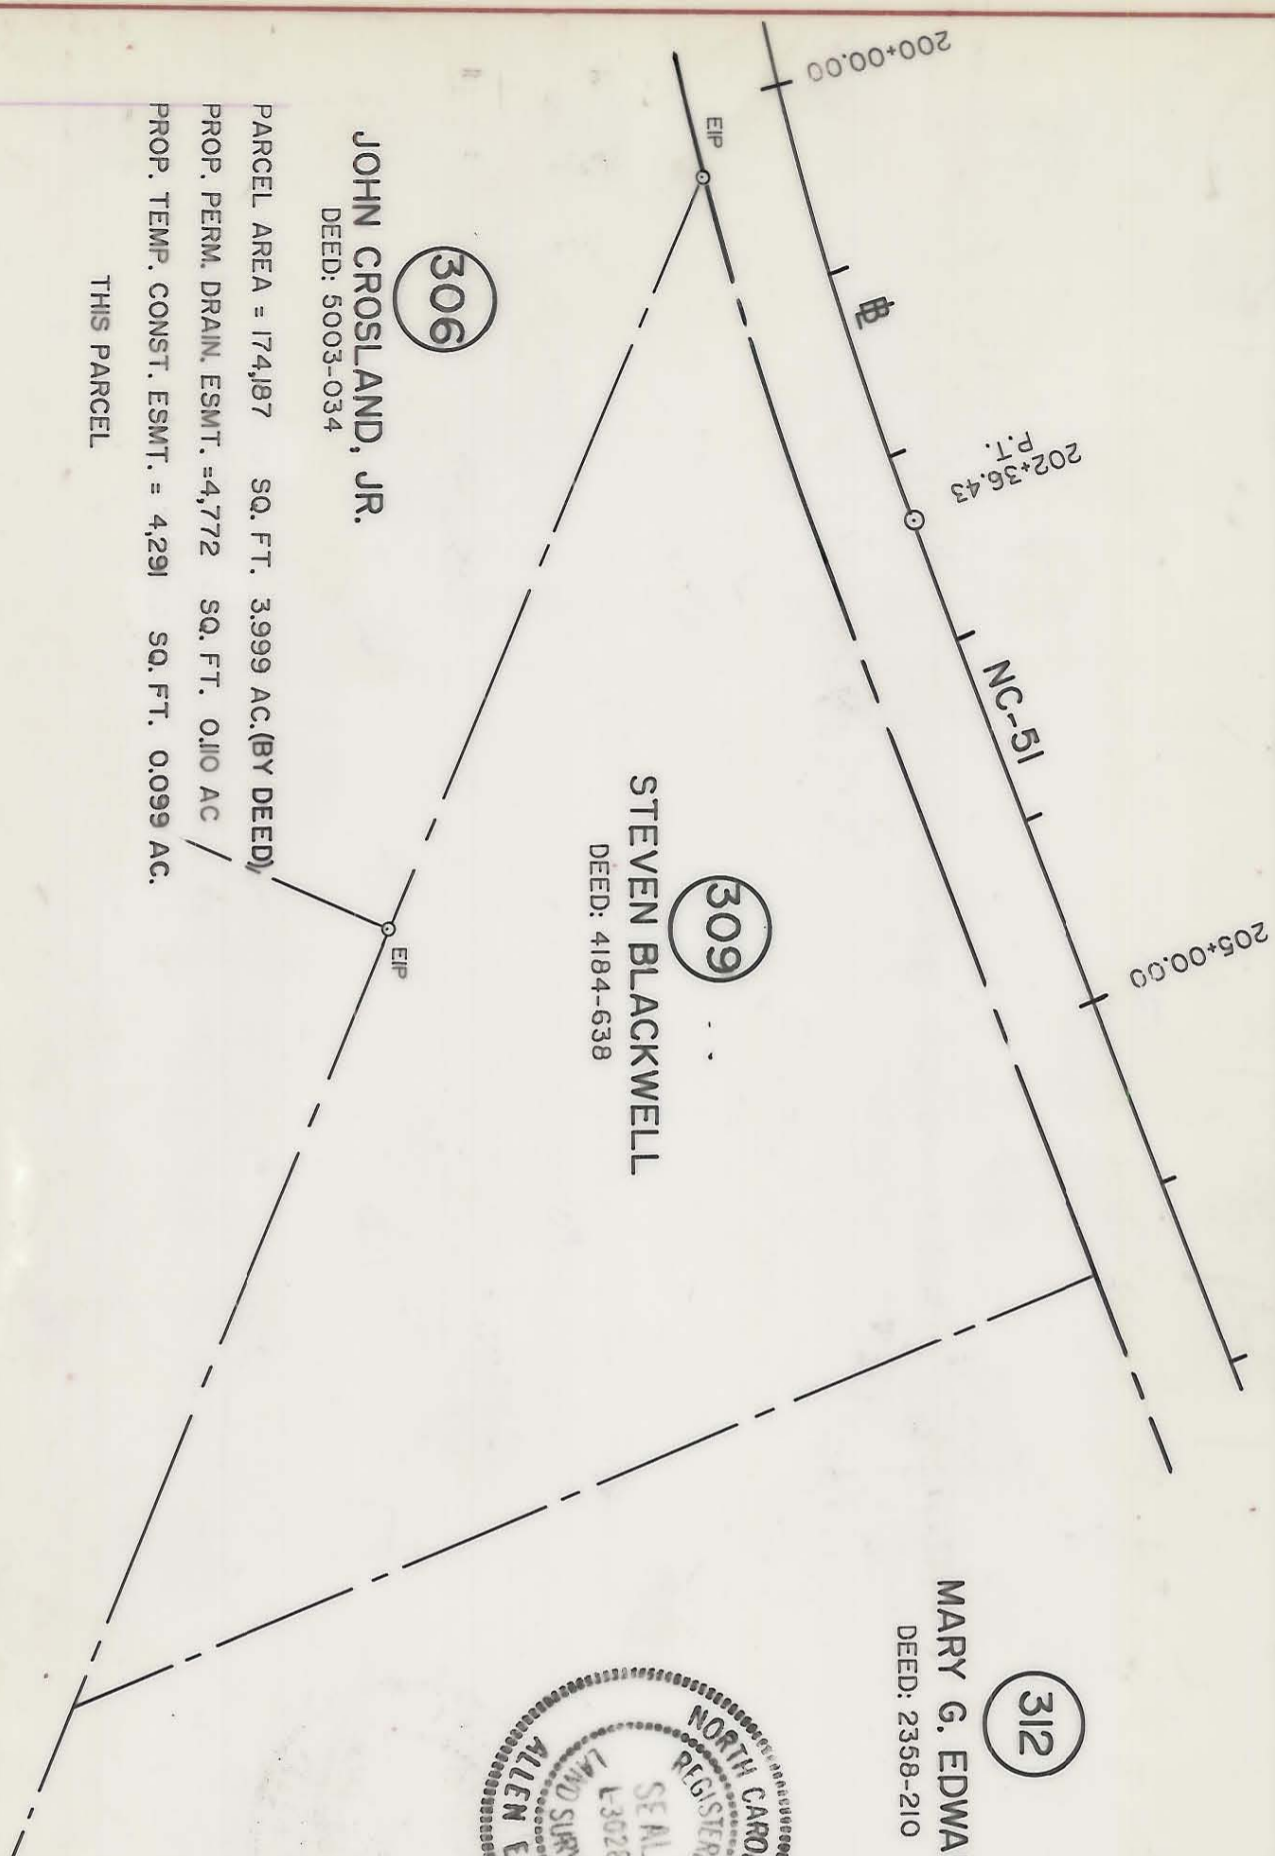 200+00.00
EIP
BL
202+36.43
P.T.
NC-51
205+00.00
306
JOHN CROSLAND, JR.
DEED: 5003-034
PARCEL AREA = 174,187 SQ. FT. 3.999 AC.(BY DEED)
PROP. PERM. DRAIN. ESMT. =4,772 SQ. FT. 0.110 AC
PROP. TEMP. CONST. ESMT. = 4,291 SQ. FT. 0.099 AC.
THIS PARCEL
309
STEVEN BLACKWELL
DEED: 4184-638
EIP
312
MARY G. EDWA
DEED: 2358-210
NORTH CARO
REGISTER
SEAL
L-3028
LAND SURV
ALLEN E